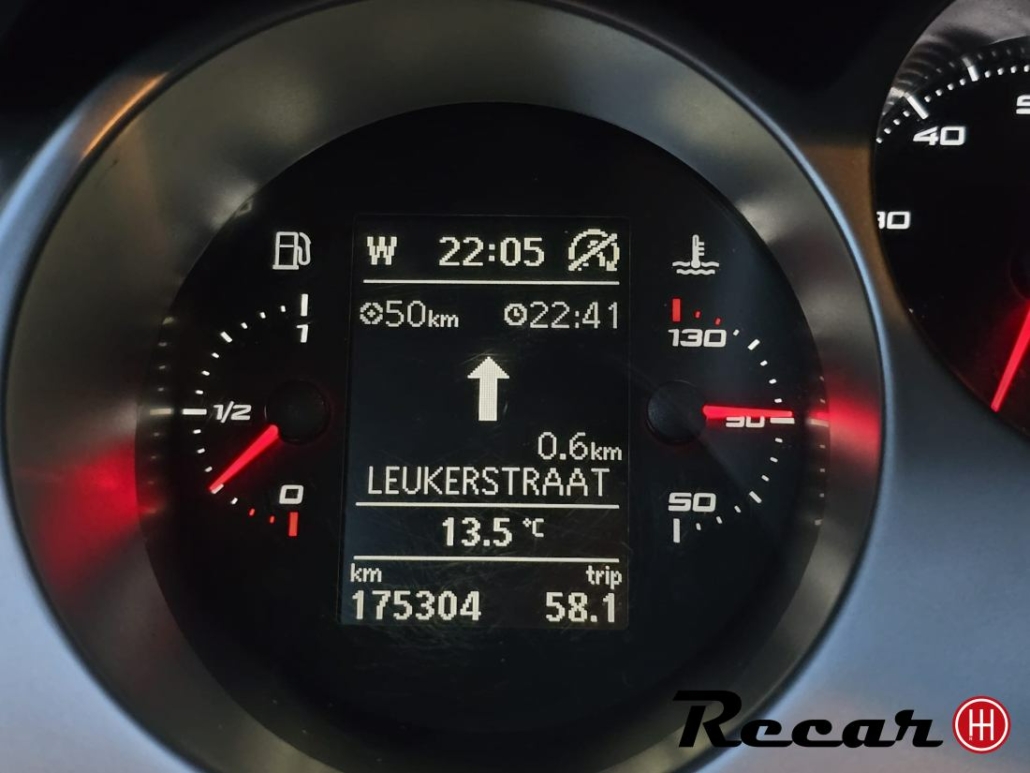 W 22:05
50km 22:41
1
1/2
0
130
90
50
0.6km
LEUKERSTRAAT
13.5 °C
km trip
175304 58.1
40
Recar